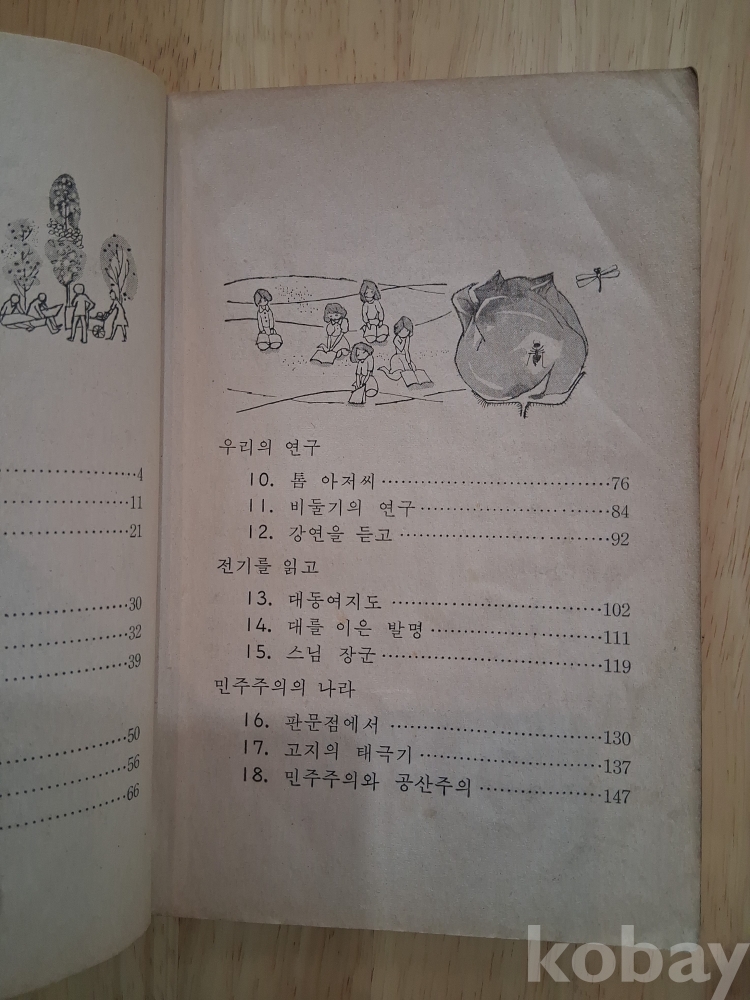 4
11
21
30
32
39
50
56
66
우리의 연구
10. 톰 아저씨 ································ 76
11. 비둘기의 연구 ···························· 84
12. 강연을 듣고 ······························ 92
전기를 읽고
13. 대동여지도 ······························ 102
14. 대를 이은 발명 ·························· 111
15. 스님 장군 ······························· 119
민주주의의 나라
16. 판문점에서 ······························ 130
17. 고지의 태극기 ··························· 137
18. 민주주의와 공산주의 ····················· 147
kobay